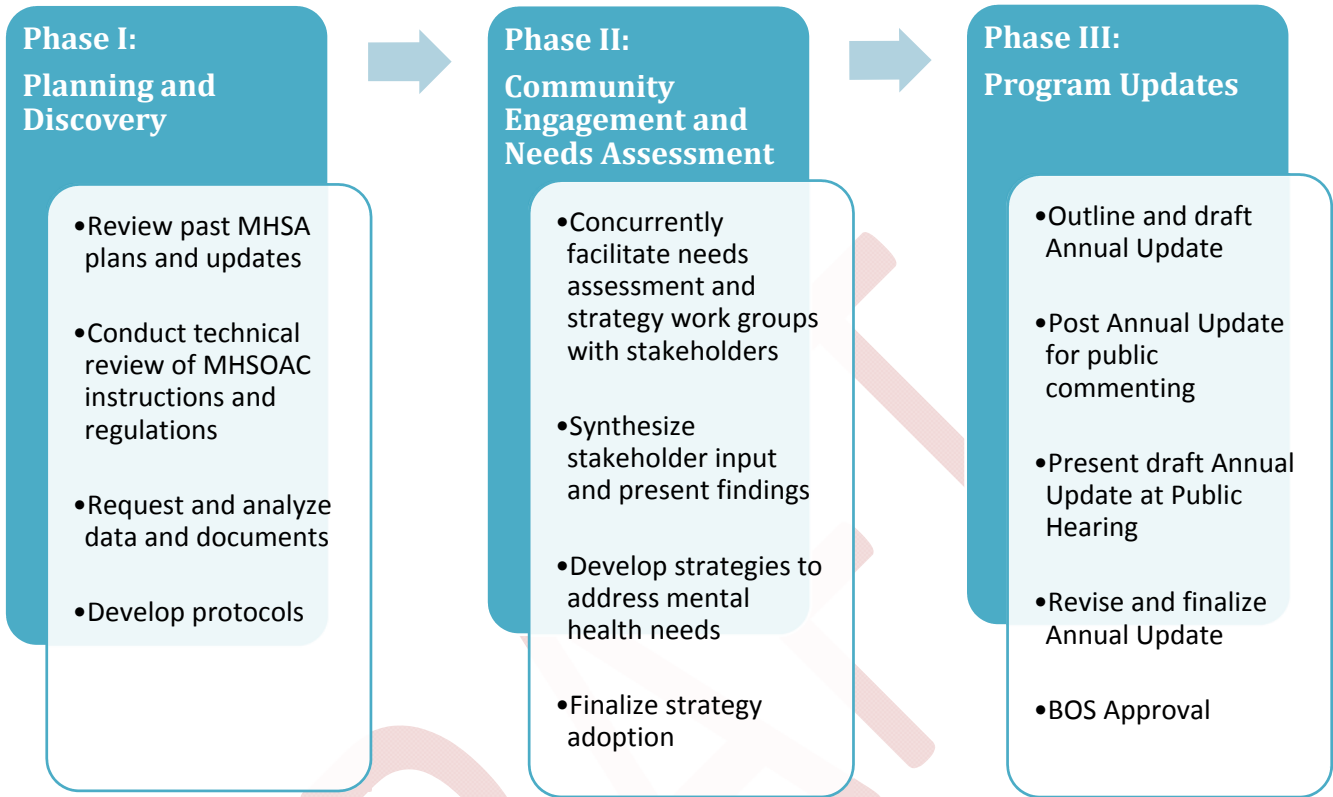 Phase I:
Planning and
Discovery
•Review past MHSA
plans and updates
•Conduct technical
review of MHSOAC
instructions and
regulations
•Request and analyze
data and documents
•Develop protocols
Phase II:
Community
Engagement and
Needs Assessment
•Concurrently
facilitate needs
assessment and
strategy work groups
with stakeholders
•Synthesize
stakeholder input
and present findings
•Develop strategies to
address mental
health needs
•Finalize strategy
adoption
Phase III:
Program Updates
•Outline and draft
Annual Update
•Post Annual Update
for public
commenting
•Present draft Annual
Update at Public
Hearing
•Revise and finalize
Annual Update
•BOS Approval